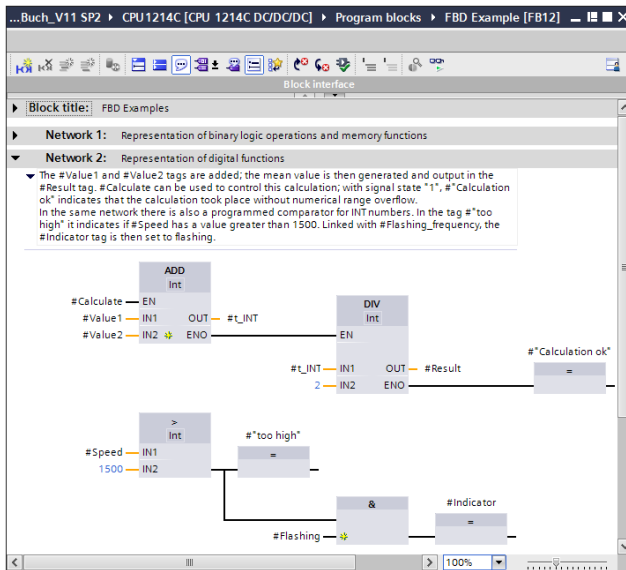 ...Buch_V11 SP2 ▸ CPU1214C [CPU 1214C DC/DC/DC] ▸ Program blocks ▸ FBD Example [FB12]
Block interface
Block title: FBD Examples
Network 1: Representation of binary logic operations and memory functions
Network 2: Representation of digital functions
The #Value1 and #Value2 tags are added; the mean value is then generated and output in the
#Result tag. #Calculate can be used to control this calculation; with signal state "1", #"Calculation
ok" indicates that the calculation took place without numerical range overflow.
In the same network there is also a programmed comparator for INT numbers. In the tag #"too
high" it indicates if #Speed has a value greater than 1500. Linked with #Flashing_frequency, the
#Indicator tag is then set to flashing.
ADD
Int
#Calculate EN
#Value1 IN1 OUT #t_INT
#Value2 IN2 ENO
DIV
Int
EN
#t_INT IN1 OUT #Result
2 IN2 ENO
#"Calculation ok"
=
>
Int
#Speed IN1
1500 IN2
#"too high"
=
&
#Flashing
#Indicator
=
100%